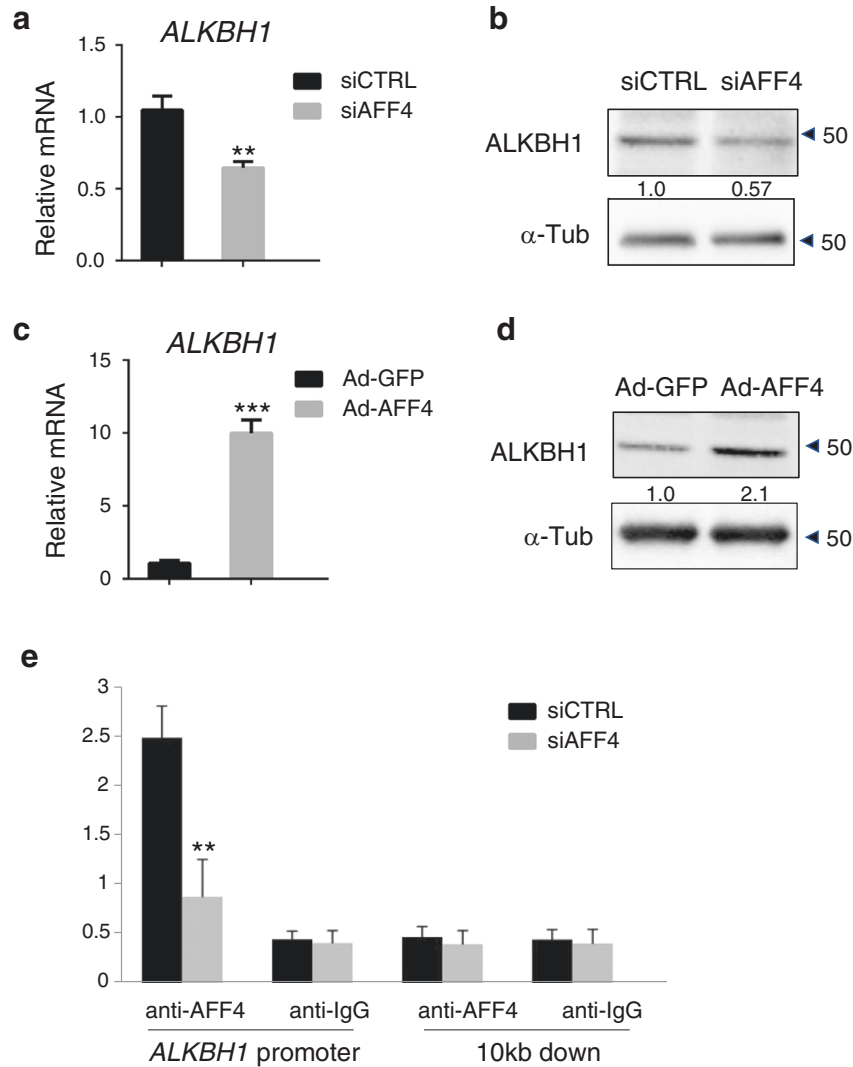 a
ALKBH1
Relative mRNA
1.5
1.0
0.5
0.0
**
siCTRL
siAFF4
b
siCTRL siAFF4
ALKBH1
50
1.0 0.57
α-Tub
50
c
ALKBH1
Relative mRNA
15
10
5
0
***
Ad-GFP
Ad-AFF4
d
Ad-GFP Ad-AFF4
ALKBH1
50
1.0 2.1
α-Tub
50
e
3
2.5
2
1.5
1
0.5
0
**
siCTRL
siAFF4
anti-AFF4 anti-IgG anti-AFF4 anti-IgG
ALKBH1 promoter 10kb down